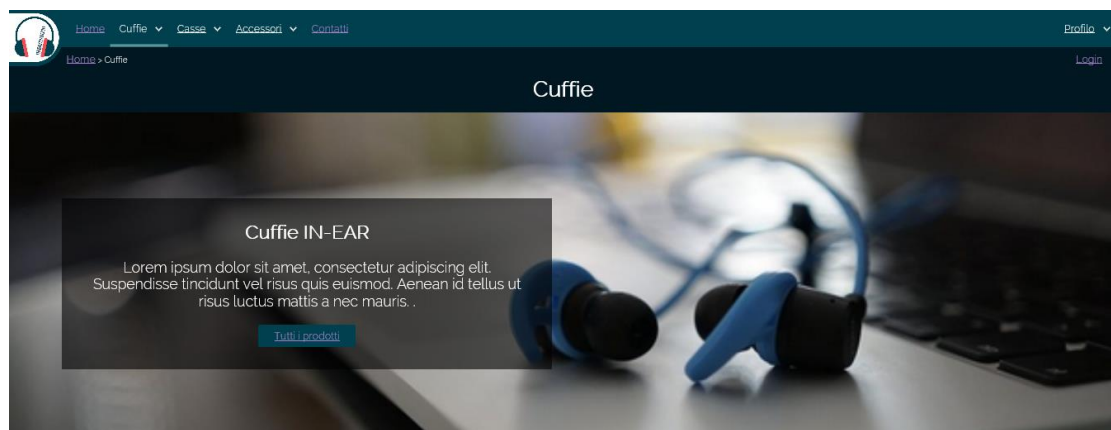 Home Cuffie Casse Accessori Contatti Profilo
Home > Cuffie Login
Cuffie
Cuffie IN-EAR
Lorem ipsum dolor sit amet, consectetur adipiscing elit.
Suspendisse tincidunt vel risus quis euismod. Aenean id tellus ut
risus luctus mattis a nec mauris. .
Tutti i prodotti